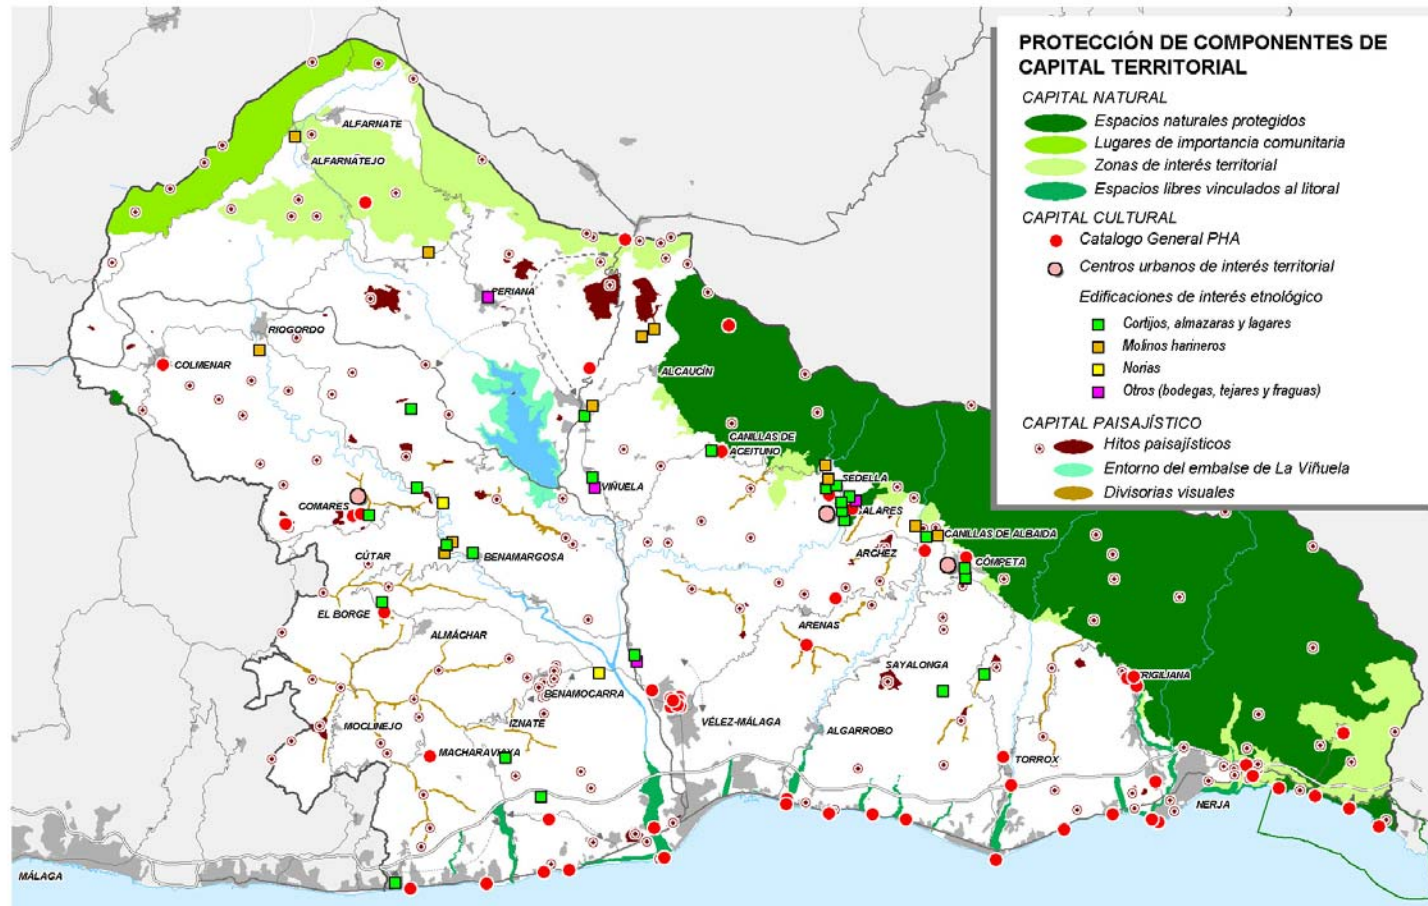 PROTECCIÓN DE COMPONENTES DE
CAPITAL TERRITORIAL
CAPITAL NATURAL
Espacios naturales protegidos
Lugares de importancia comunitaria
Zonas de interés territorial
Espacios libres vinculados al litoral
CAPITAL CULTURAL
Catalogo General PHA
Centros urbanos de interés territorial
Edificaciones de interés etnológico
Cortijos, almazaras y lagares
Molinos harineros
Norias
Otros (bodegas, tejares y fraguas)
CAPITAL PAISAJÍSTICO
Hitos paisajísticos
Entorno del embalse de La Viñuela
Divisorias visuales
ALFARNATE
ALFARNATEJO
PERIANA
RIOGORDO
COLMENAR
ALCAUCÍN
CANILLAS DE
ACEITUNO
SEDELLA
VIÑUELA
COMARES
SALARES
CANILLAS DE ALBAIDA
CÚTAR
BENAMARGOSA
ARCHEZ
CÓMPETA
EL BORGE
ALMÁCHAR
ARENAS
SAYALONGA
FRIGILIANA
BENAMOCARRA
MOCLINEJO
IZNATE
VÉLEZ-MÁLAGA
ALGARROBO
MACHARAVIAYA
TORROX
NERJA
MÁLAGA